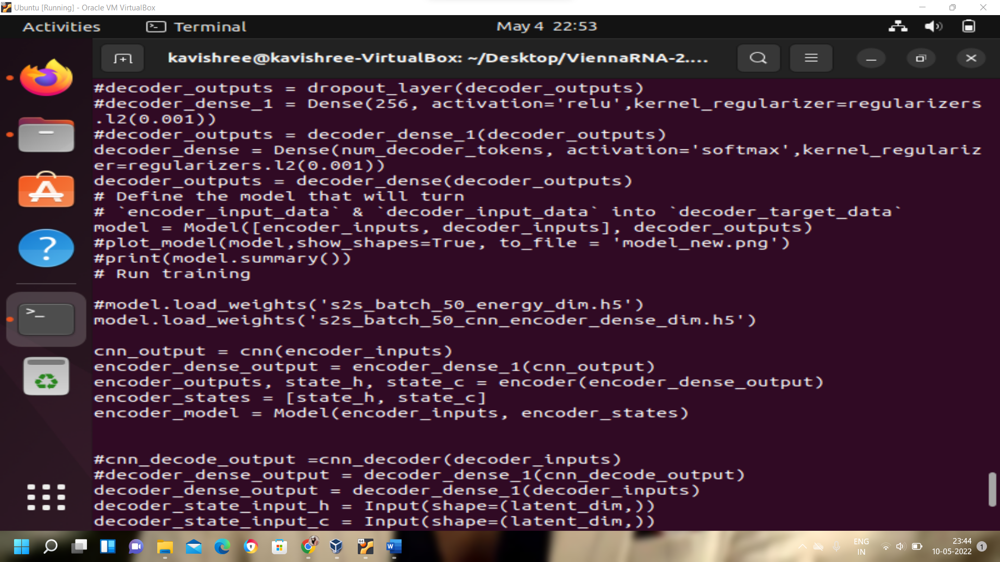 Ubuntu [Running] - Oracle VM VirtualBox
Activities
Terminal
May 4 22:53
kavishree@kavishree-VirtualBox: ~/Desktop/ViennaRNA-2....
#decoder_outputs = dropout_layer(decoder_outputs)
#decoder_dense_1 = Dense(256, activation='relu',kernel_regularizer=regularizers
.l2(0.001))
#decoder_outputs = decoder_dense_1(decoder_outputs)
decoder_dense = Dense(num_decoder_tokens, activation='softmax',kernel_regulariz
er=regularizers.l2(0.001))
decoder_outputs = decoder_dense(decoder_outputs)
# Define the model that will turn
# `encoder_input_data` & `decoder_input_data` into `decoder_target_data`
model = Model([encoder_inputs, decoder_inputs], decoder_outputs)
#plot_model(model,show_shapes=True, to_file = 'model_new.png')
#print(model.summary())
# Run training
#model.load_weights('s2s_batch_50_energy_dim.h5')
model.load_weights('s2s_batch_50_cnn_encoder_dense_dim.h5')
cnn_output = cnn(encoder_inputs)
encoder_dense_output = encoder_dense_1(cnn_output)
encoder_outputs, state_h, state_c = encoder(encoder_dense_output)
encoder_states = [state_h, state_c]
encoder_model = Model(encoder_inputs, encoder_states)
#cnn_decode_output =cnn_decoder(decoder_inputs)
#decoder_dense_output = decoder_dense_1(cnn_decode_output)
decoder_dense_output = decoder_dense_1(decoder_inputs)
decoder_state_input_h = Input(shape=(latent_dim,))
decoder_state_input_c = Input(shape=(latent_dim,))
ENG
IN
23:44
10-05-2022
1